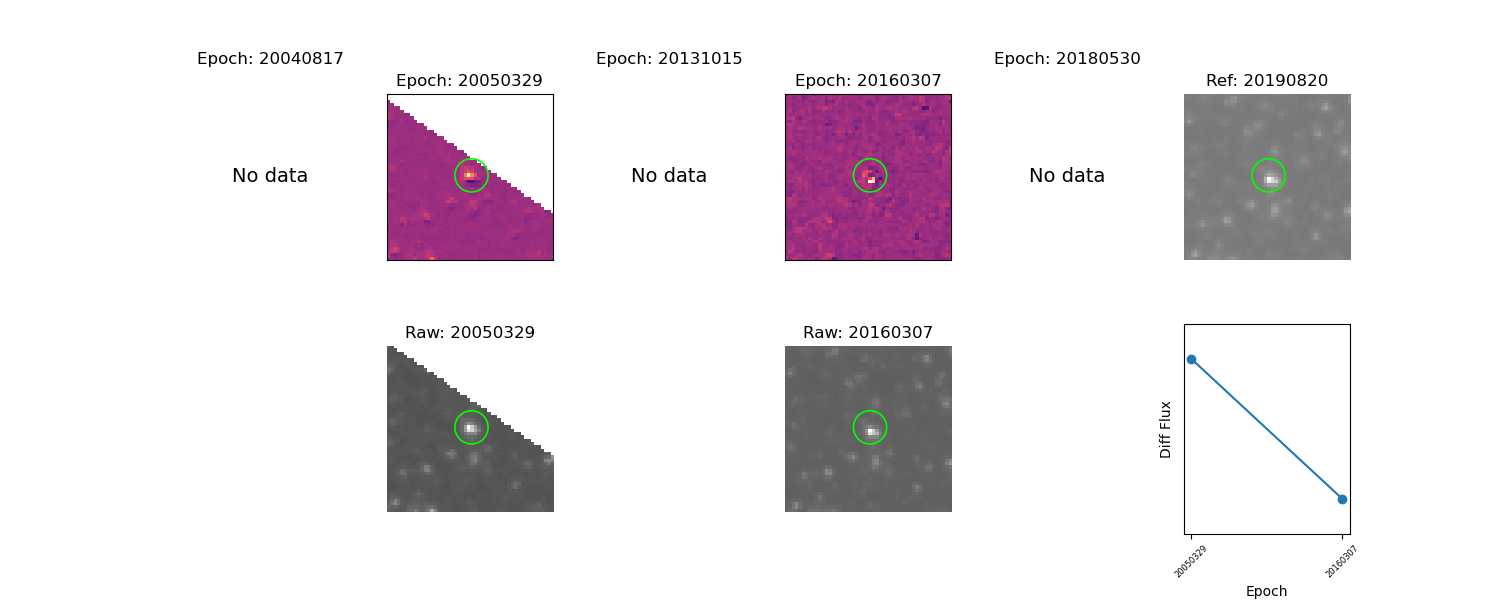 Epoch: 20040817
Epoch: 20131015
Epoch: 20180530
Epoch: 20050329
Epoch: 20160307
Ref: 20190820
No data
No data
No data
Raw: 20050329
Raw: 20160307
Diff Flux
20050329
20160307
Epoch